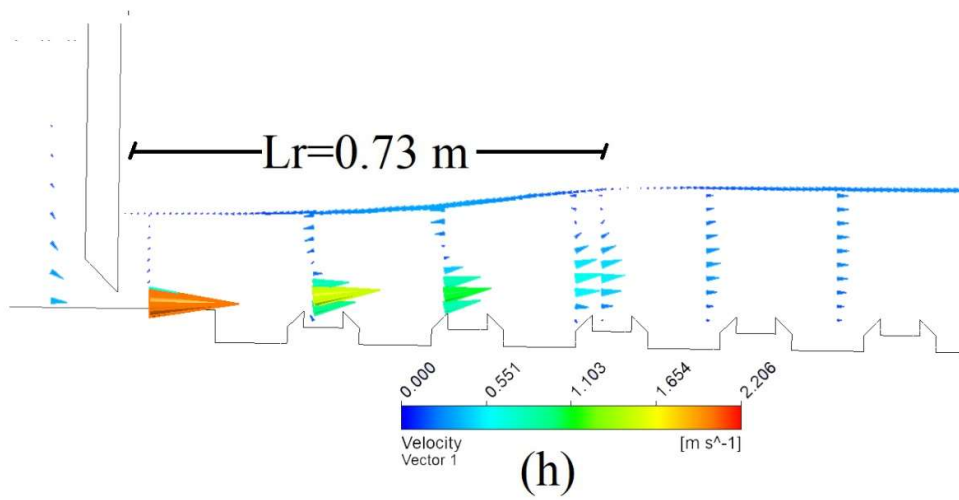 Lr=0.73 m
0.000
0.551
1.103
1.654
2.206
Velocity
Vector 1
[m s^-1]
(h)